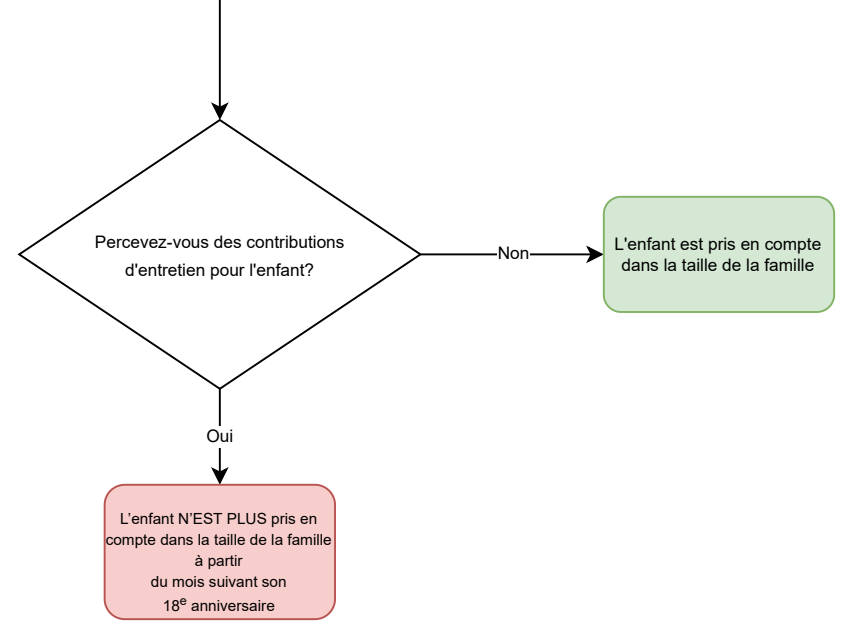 Percevez-vous des contributions
d'entretien pour l'enfant?
Non
L'enfant est pris en compte
dans la taille de la famille
Oui
L’enfant N’EST PLUS pris en
compte dans la taille de la famille
à partir
du mois suivant son
18e anniversaire